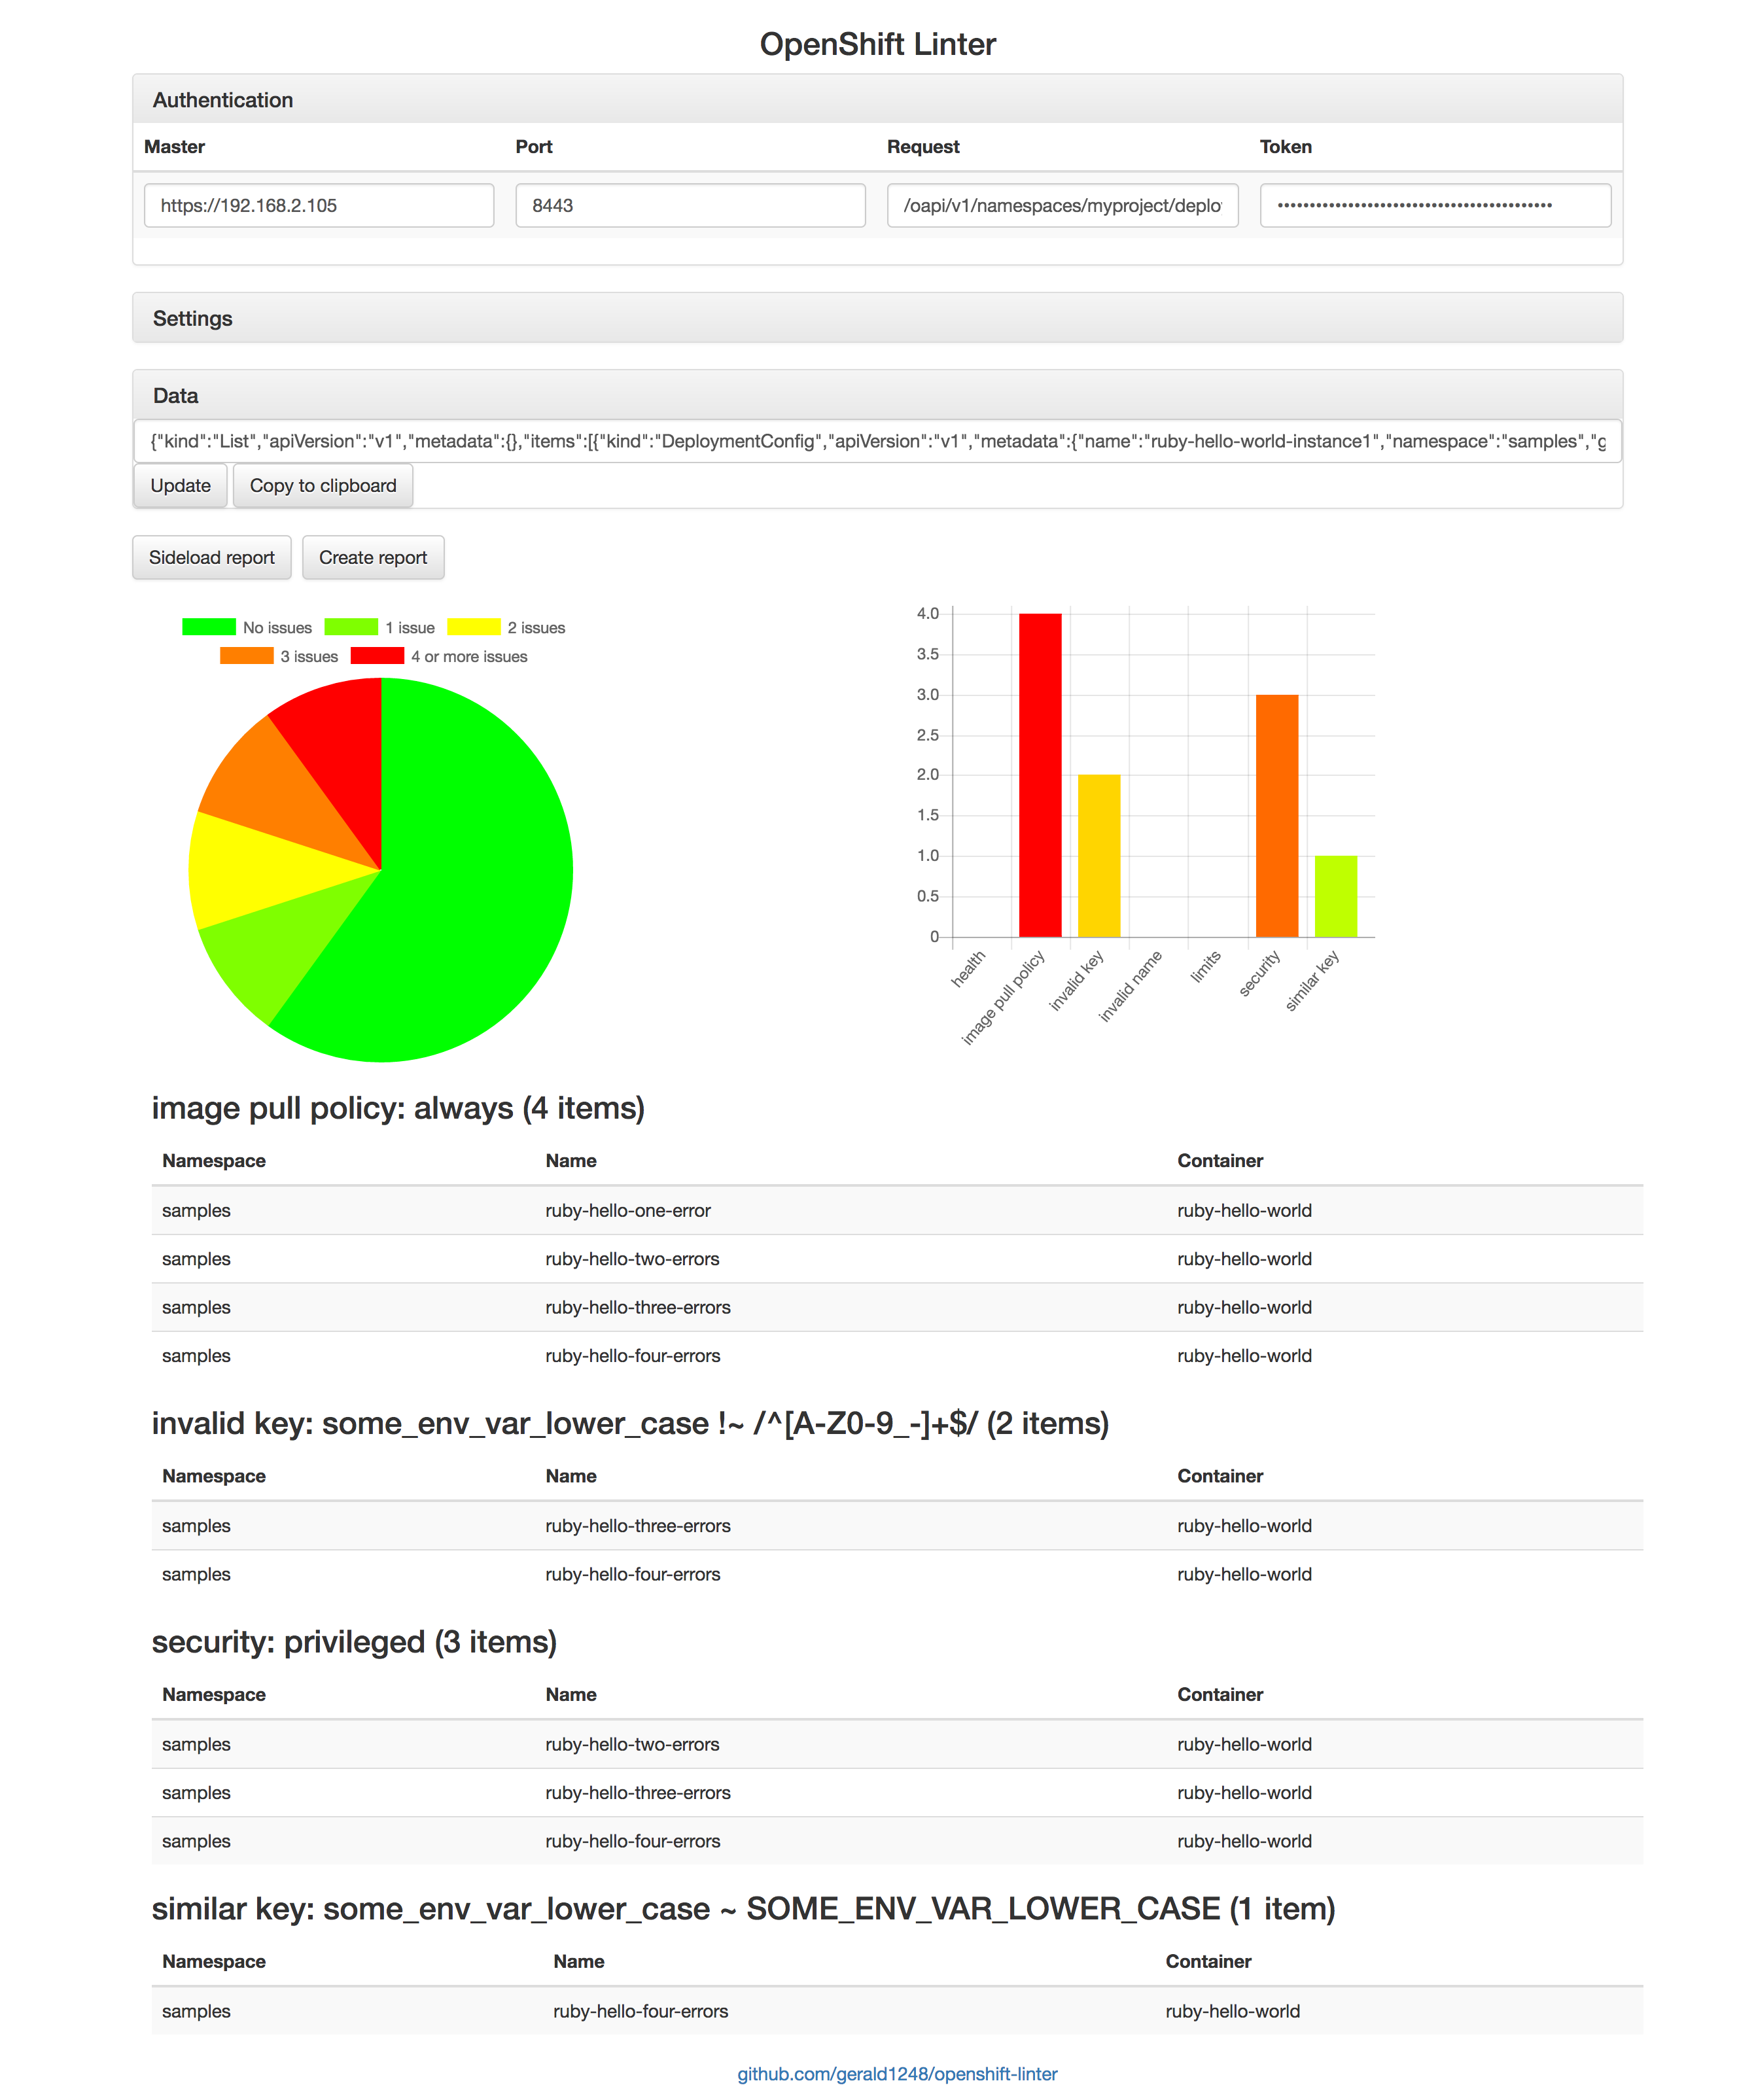 OpenShift Linter
Authentication
Master Port Request Token
https://192.168.2.105 8443 /oapi/v1/namespaces/myproject/deplo •••••••••••••••••••••••••••••••••••••••••••
Settings
Data
{"kind":"List","apiVersion":"v1","metadata":{},"items":[{"kind":"DeploymentConfig","apiVersion":"v1","metadata":{"name":"ruby-hello-world-instance1","namespace":"samples","g
Update Copy to clipboard
Sideload report Create report
No issues 1 issue 2 issues
3 issues 4 or more issues
4.0
3.5
3.0
2.5
2.0
1.5
1.0
0.5
0
health image pull policy invalid key invalid name limits security similar key
image pull policy: always (4 items)
Namespace Name Container
samples ruby-hello-one-error ruby-hello-world
samples ruby-hello-two-errors ruby-hello-world
samples ruby-hello-three-errors ruby-hello-world
samples ruby-hello-four-errors ruby-hello-world
invalid key: some_env_var_lower_case !~ /^[A-Z0-9_-]+$/ (2 items)
Namespace Name Container
samples ruby-hello-three-errors ruby-hello-world
samples ruby-hello-four-errors ruby-hello-world
security: privileged (3 items)
Namespace Name Container
samples ruby-hello-two-errors ruby-hello-world
samples ruby-hello-three-errors ruby-hello-world
samples ruby-hello-four-errors ruby-hello-world
similar key: some_env_var_lower_case ~ SOME_ENV_VAR_LOWER_CASE (1 item)
Namespace Name Container
samples ruby-hello-four-errors ruby-hello-world
github.com/gerald1248/openshift-linter